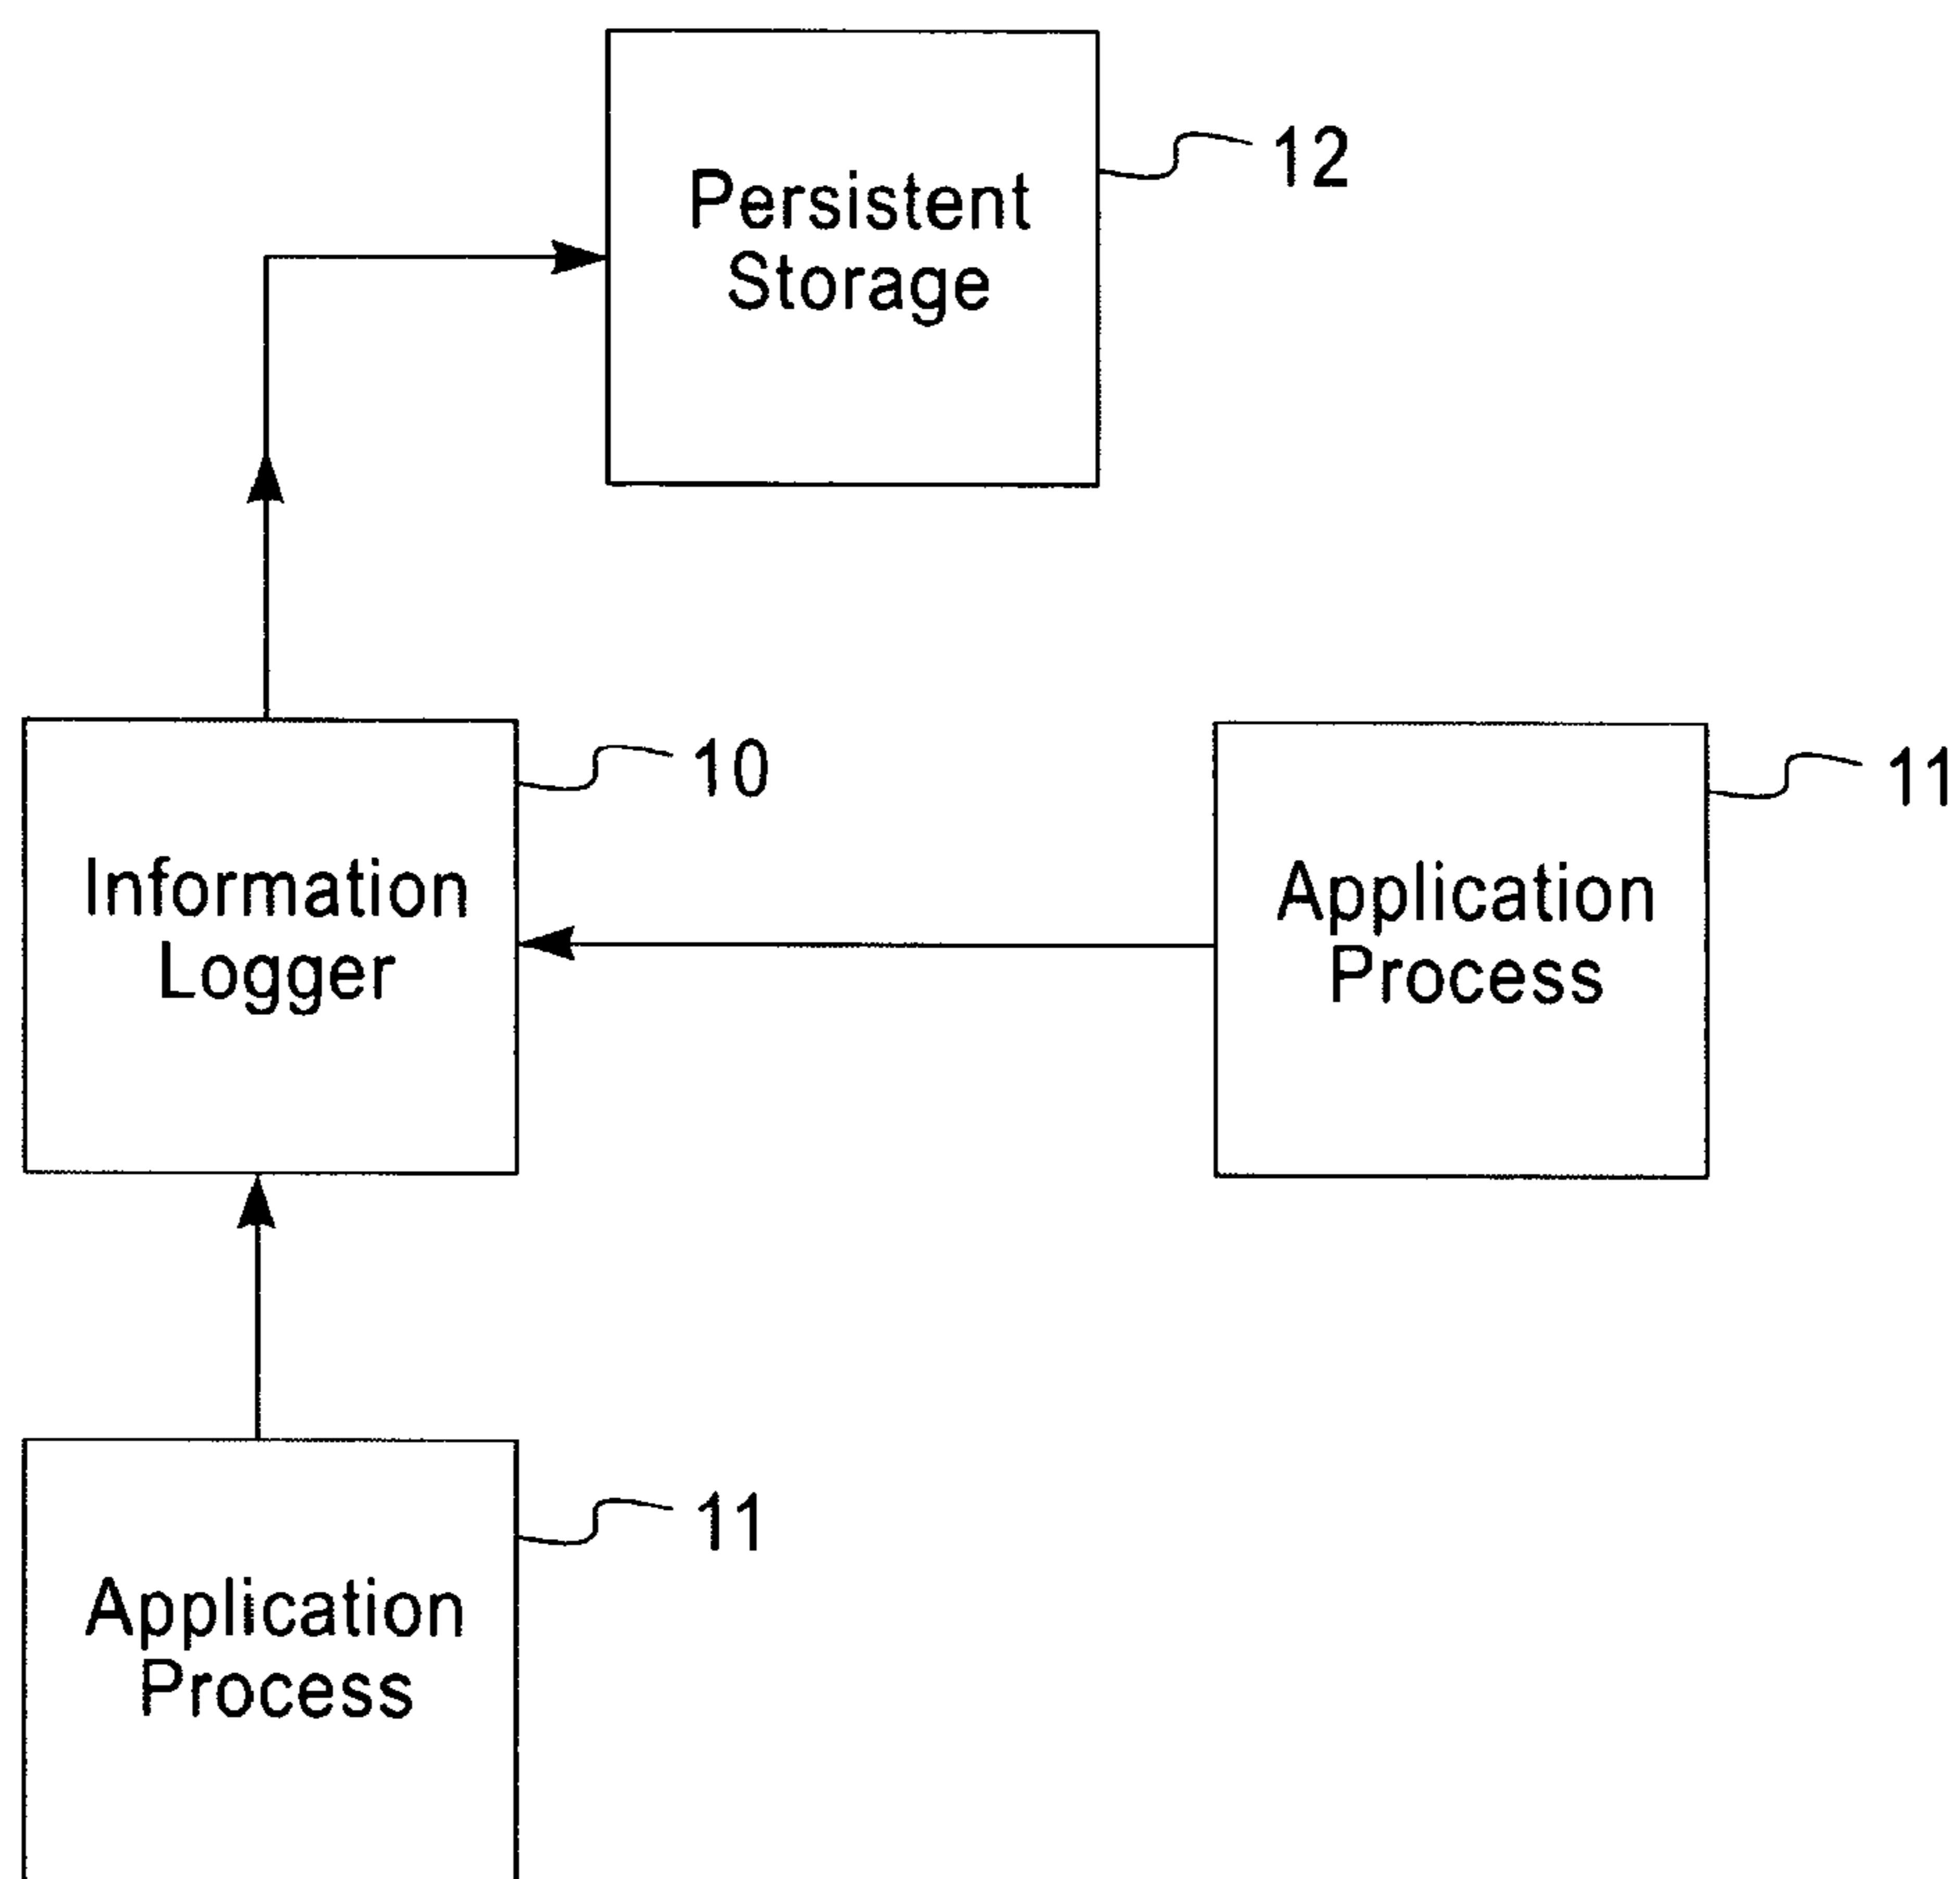 Persistent
Storage
12
Information
Logger
10
Application
Process
11
Application
Process
11